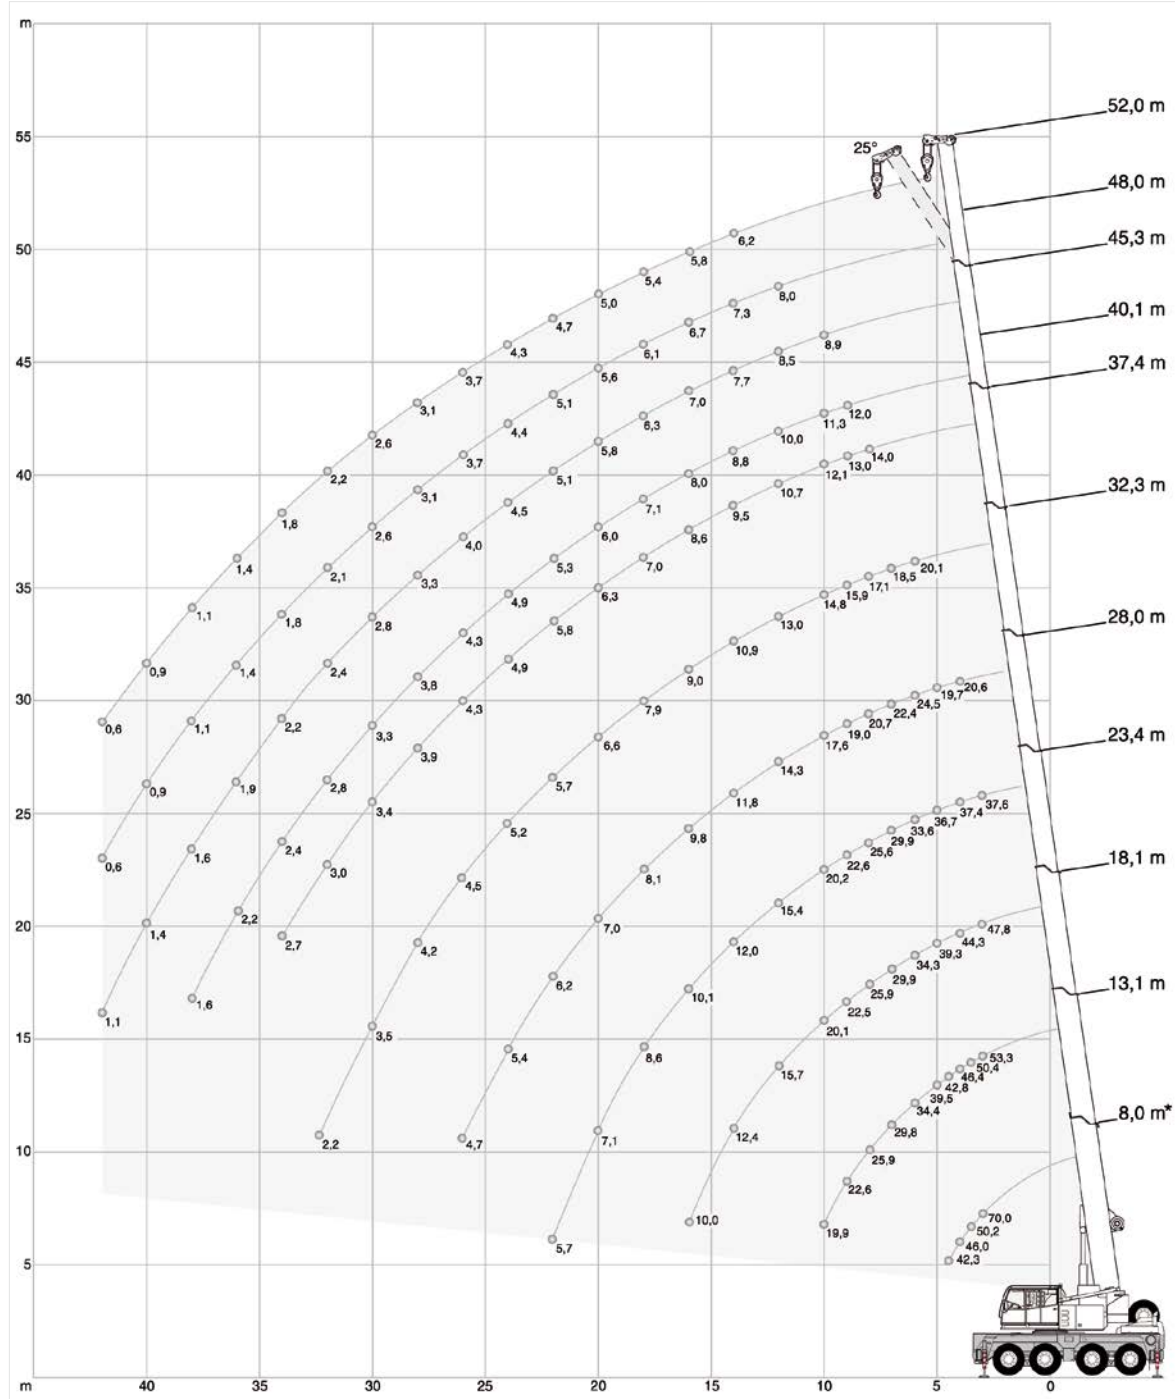 m
55
50
45
40
35
30
25
20
15
10
5
m
40
35
30
25
20
15
10
5
0
25°
52,0 m
48,0 m
45,3 m
40,1 m
37,4 m
32,3 m
28,0 m
23,4 m
18,1 m
13,1 m
8,0 m*
0,6 0,9 1,1 1,4 1,8 2,2 2,6 3,1 3,7 4,3 4,7 5,0 5,4 5,8 6,2
0,6 0,9 1,1 1,4 1,8 2,1 2,6 3,1 3,7 4,4 5,1 5,6 6,1 6,7 7,3 8,0
1,1 1,4 1,6 1,9 2,2 2,4 2,8 3,3 4,0 4,5 5,1 5,8 6,3 7,0 7,7 8,5 8,9
1,6 2,2 2,4 2,8 3,3 3,8 4,3 4,9 5,3 6,0 7,1 8,0 8,8 10,0 11,3 12,0
2,7 3,0 3,4 3,9 4,3 4,9 5,8 6,3 7,0 8,6 9,5 10,7 12,1 13,0 14,0
2,2 3,5 4,2 4,5 5,2 5,7 6,6 7,9 9,0 10,9 13,0 14,8 15,9 17,1 18,5 20,1
4,7 5,4 6,2 7,0 8,1 9,8 11,8 14,3 17,6 19,0 20,7 22,4 24,5 19,7 20,6
5,7 7,1 8,6 10,1 12,0 15,4 20,2 22,6 25,6 29,9 33,6 36,7 37,4 37,6
10,0 12,4 15,7 20,1 22,5 25,9 29,9 34,3 39,3 44,3 47,8
19,9 22,6 25,9 29,8 34,4 39,5 42,8 46,4 50,4 53,3
42,3 46,0 50,2 70,0